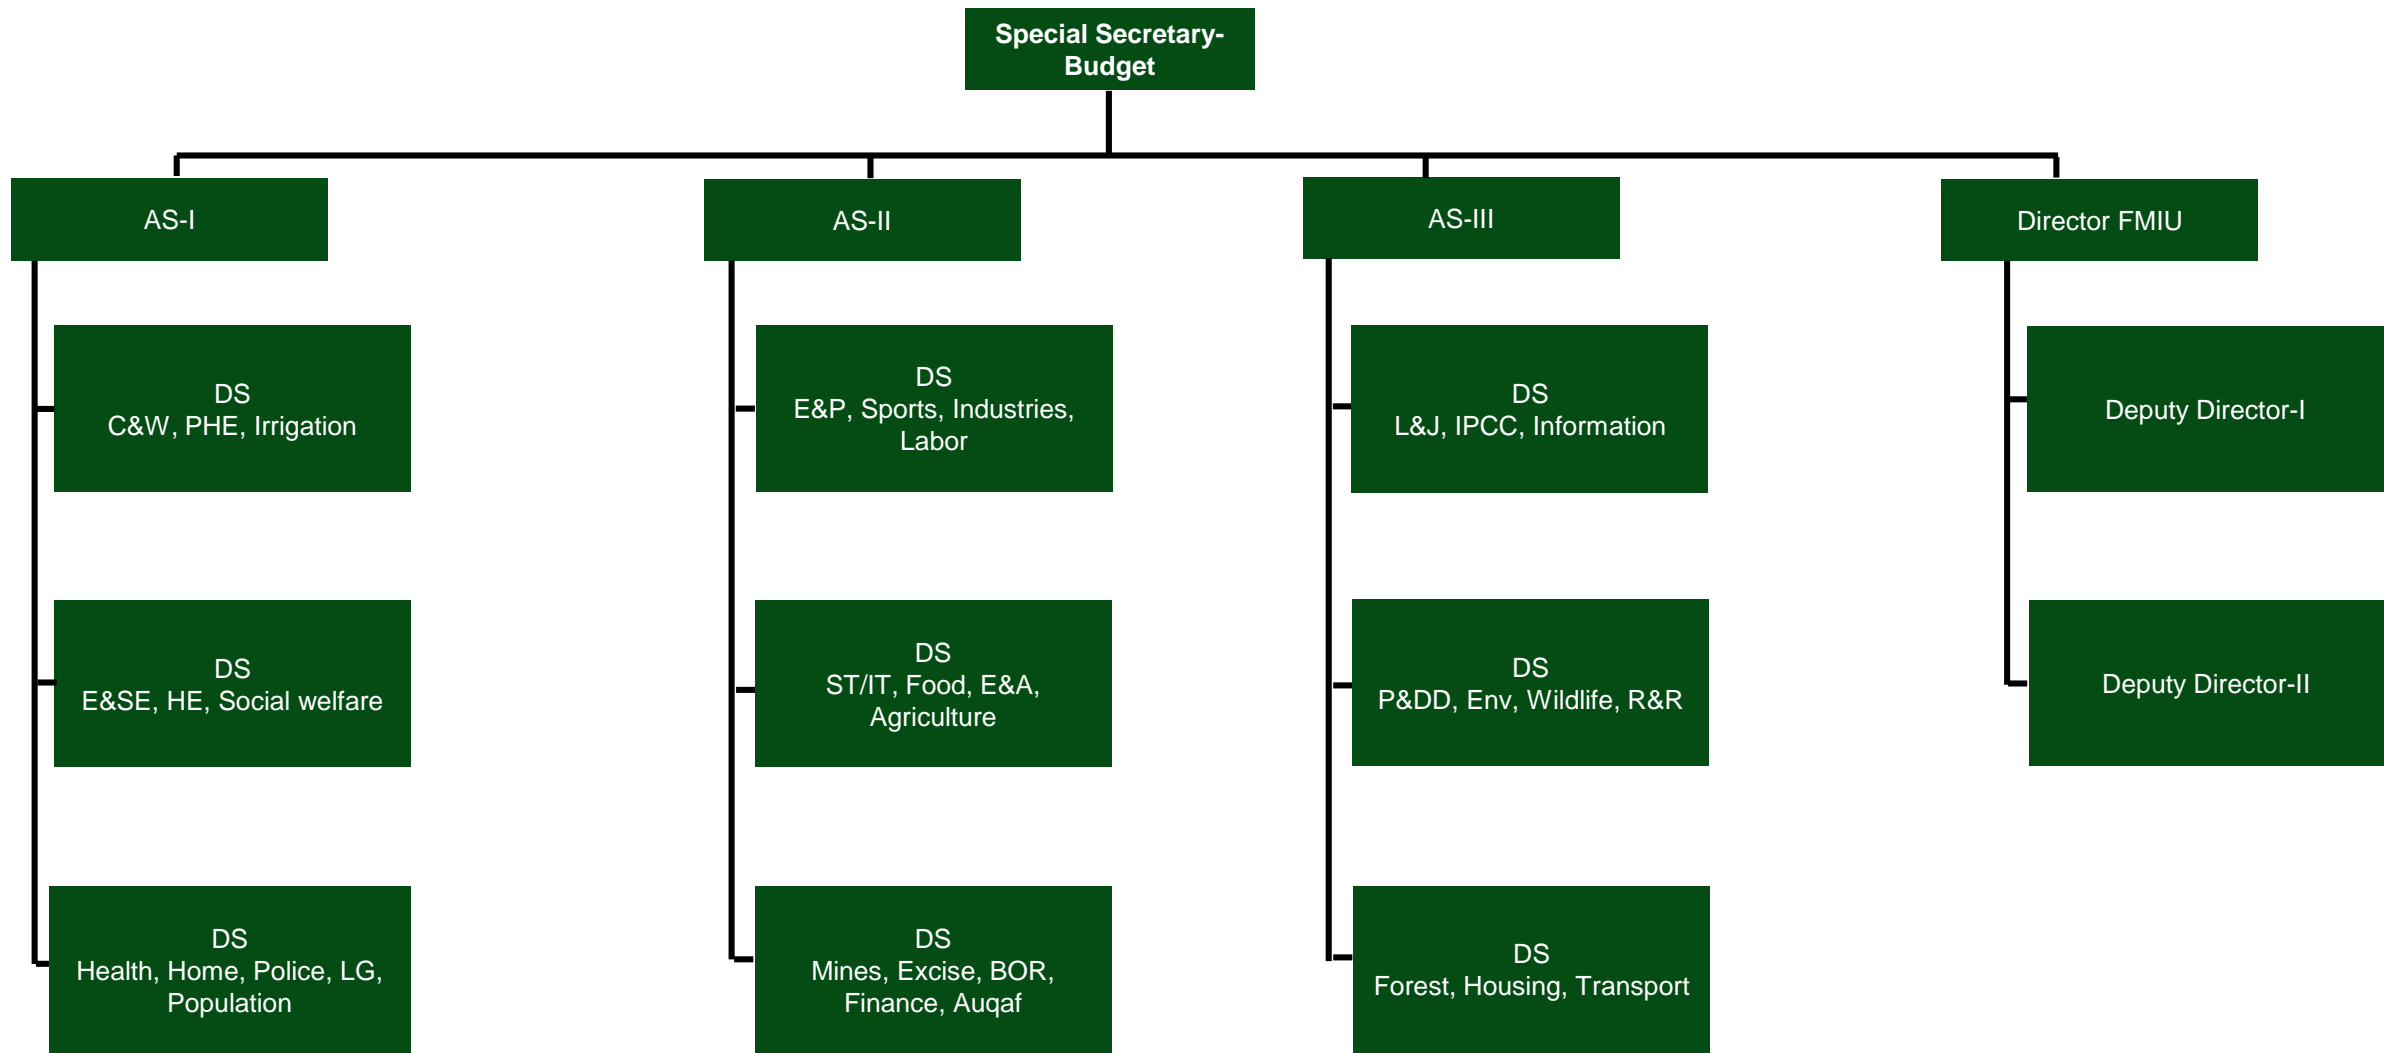 Special Secretary-
Budget
AS-I
AS-II
AS-III
Director FMIU
DS
C&W, PHE, Irrigation
DS
E&P, Sports, Industries,
Labor
DS
L&J, IPCC, Information
Deputy Director-I
DS
E&SE, HE, Social welfare
DS
ST/IT, Food, E&A,
Agriculture
DS
P&DD, Env, Wildlife, R&R
Deputy Director-II
DS
Health, Home, Police, LG,
Population
DS
Mines, Excise, BOR,
Finance, Auqaf
DS
Forest, Housing, Transport